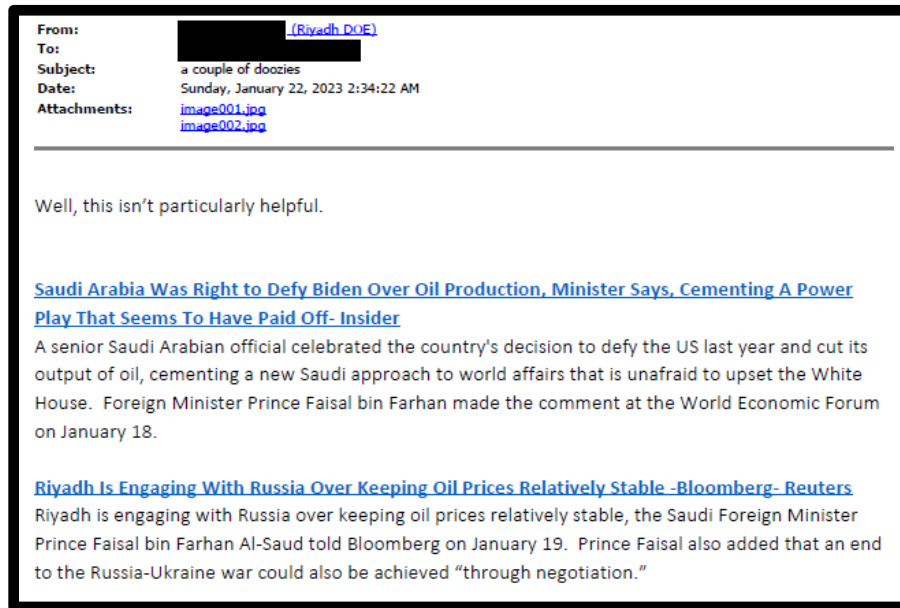 From: (Riyadh DOE)
To:
Subject: a couple of doozies
Date: Sunday, January 22, 2023 2:34:22 AM
Attachments: image001.jpg
image002.jpg
Well, this isn’t particularly helpful.
Saudi Arabia Was Right to Defy Biden Over Oil Production, Minister Says, Cementing A Power
Play That Seems To Have Paid Off- Insider
A senior Saudi Arabian official celebrated the country's decision to defy the US last year and cut its
output of oil, cementing a new Saudi approach to world affairs that is unafraid to upset the White
House.  Foreign Minister Prince Faisal bin Farhan made the comment at the World Economic Forum
on January 18.
Riyadh Is Engaging With Russia Over Keeping Oil Prices Relatively Stable -Bloomberg- Reuters
Riyadh is engaging with Russia over keeping oil prices relatively stable, the Saudi Foreign Minister
Prince Faisal bin Farhan Al-Saud told Bloomberg on January 19.  Prince Faisal also added that an end
to the Russia-Ukraine war could also be achieved “through negotiation.”